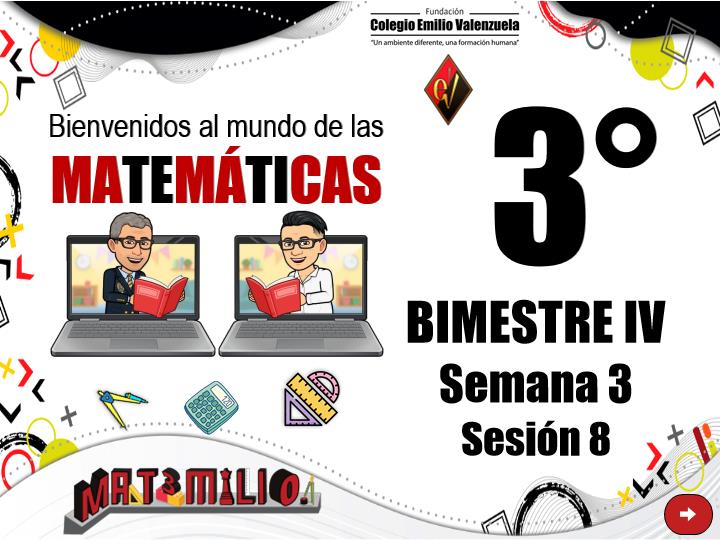 Fundación
Colegio Emilio Valenzuela
"Un ambiente diferente, una formación humana"
Bienvenidos al mundo de las
MATEMÁTICAS
3°
BIMESTRE IV
Semana 3
Sesión 8
MAT3MILIO.